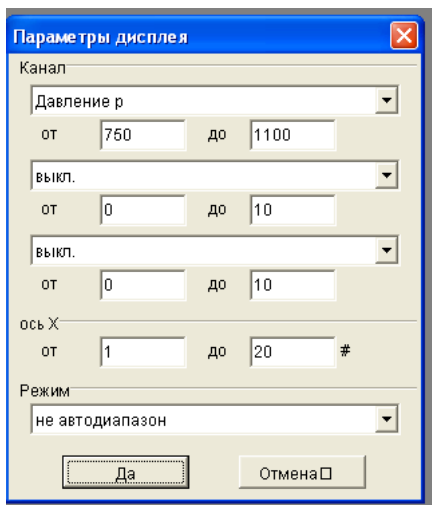 Параметры дисплея
Канал
Давление p
от 750 до 1100
выкл.
от 0 до 10
выкл.
от 0 до 10
ось X
от 1 до 20 #
Режим
не автодиапазон
Да Отмена□